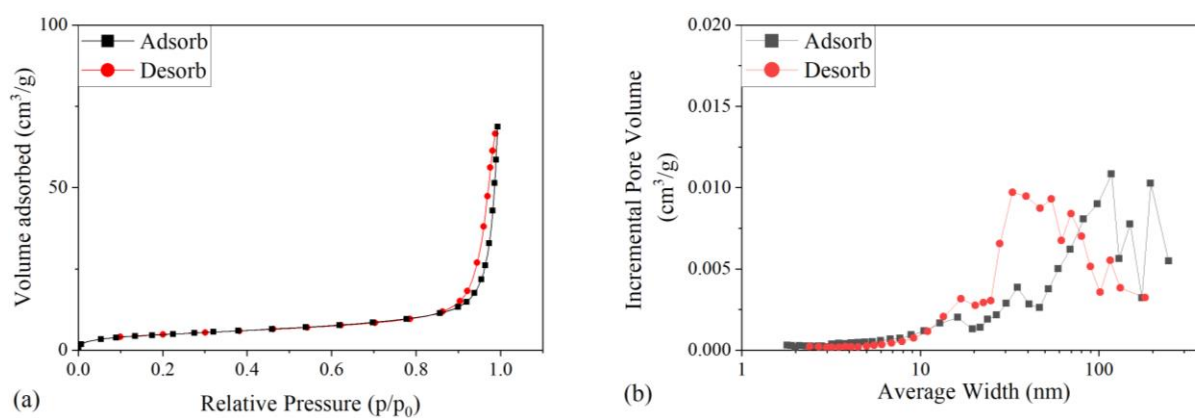 100
50
0
Volume adsorbed (cm³/g)
Adsorb
Desorb
0.0 0.2 0.4 0.6 0.8 1.0
Relative Pressure (p/p₀)
(a)
0.020
0.015
0.010
0.005
0.000
Incremental Pore Volume
(cm³/g)
Adsorb
Desorb
1 10 100
Average Width (nm)
(b)